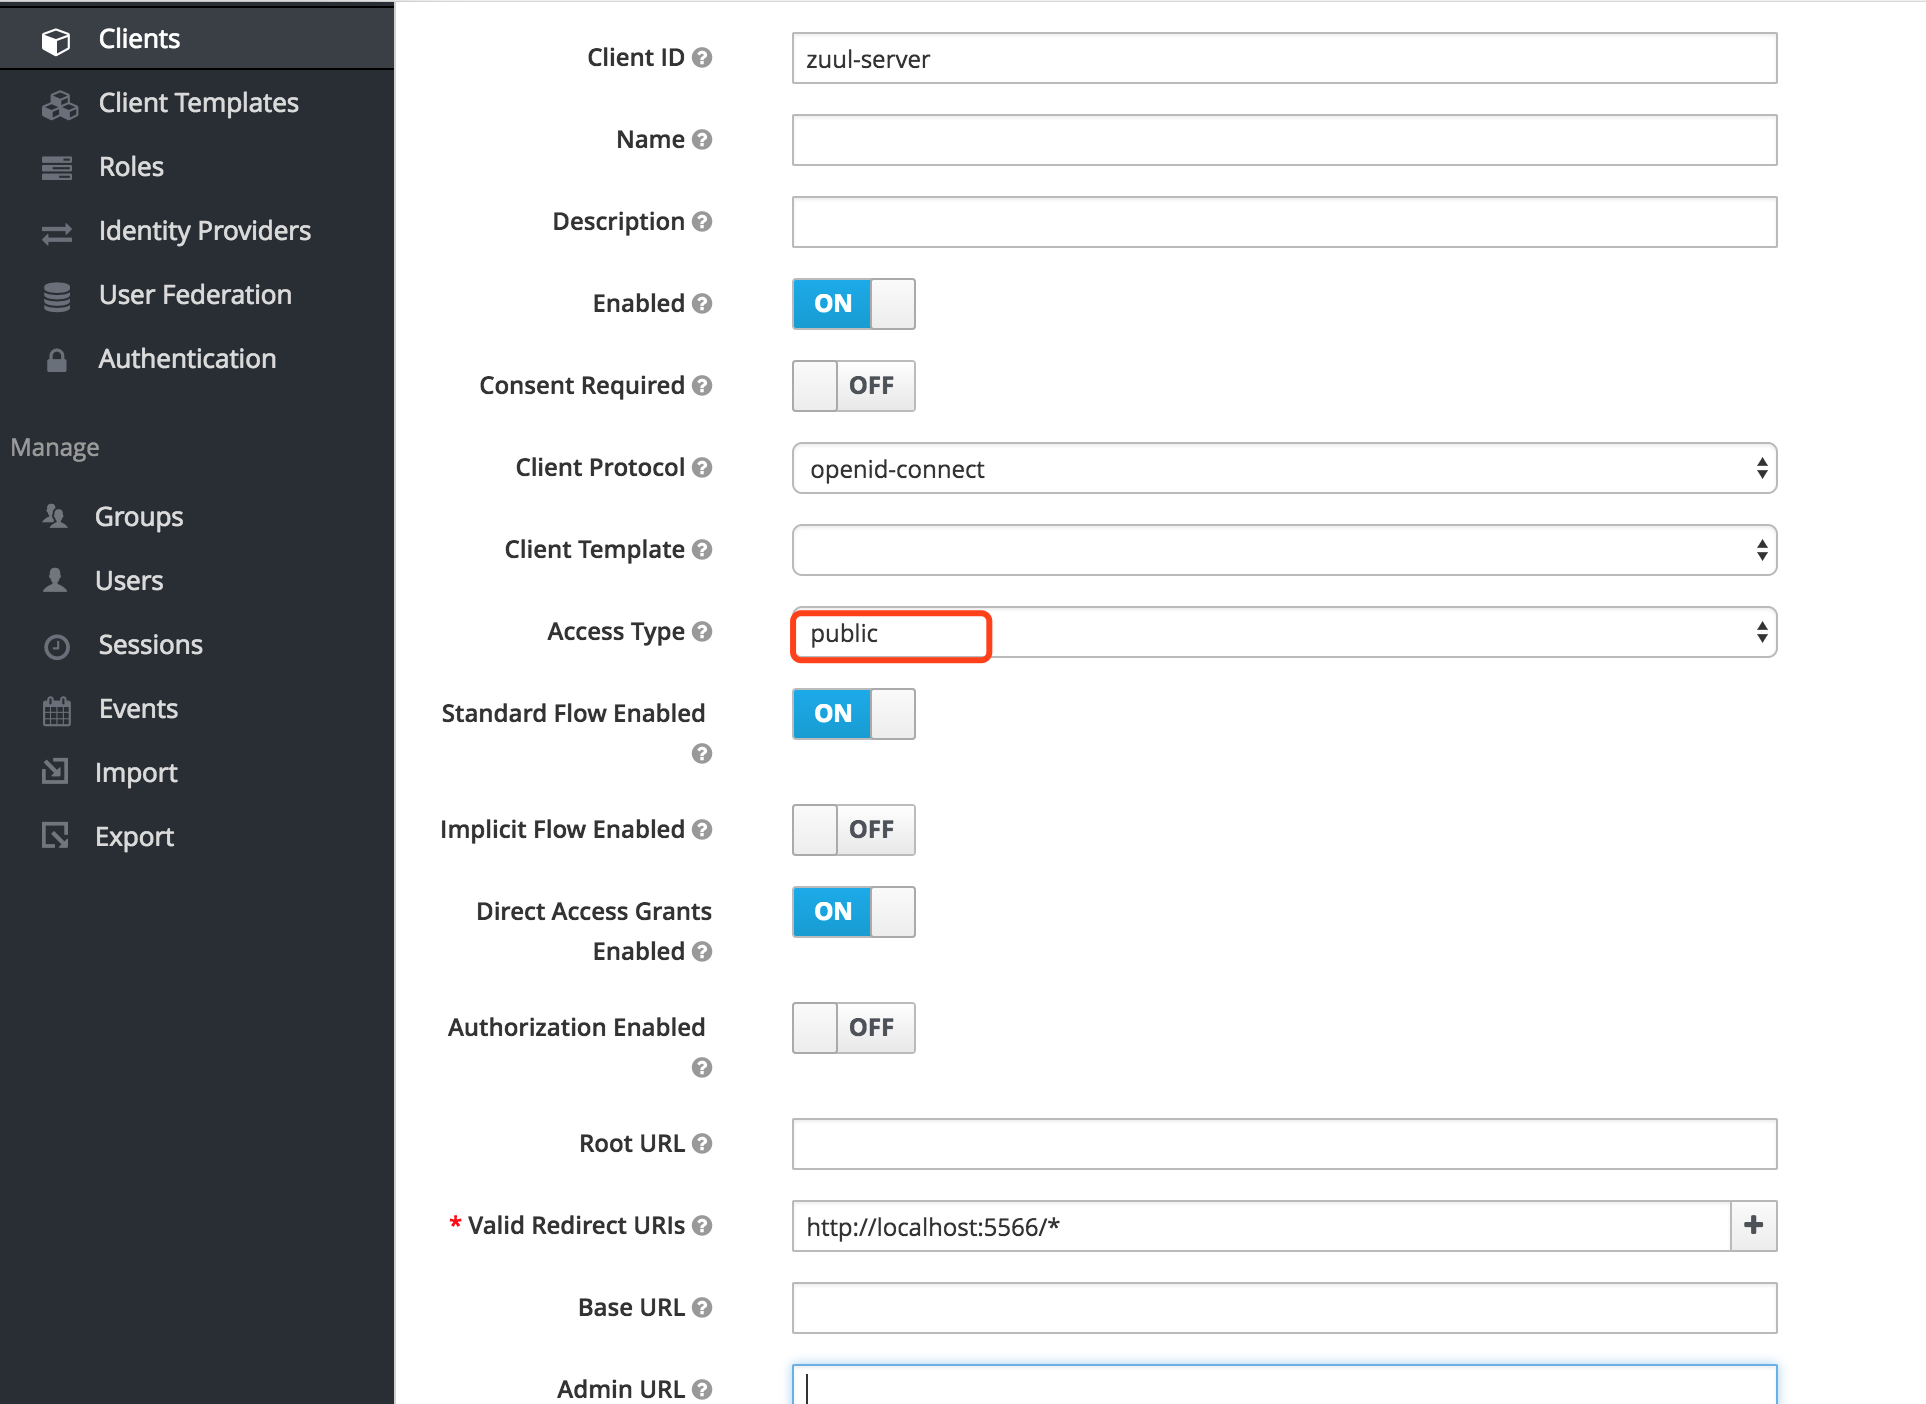 Clients
Client Templates
Roles
Identity Providers
User Federation
Authentication
Manage
Groups
Users
Sessions
Events
Import
Export
Client ID zuul-server
Name
Description
Enabled ON
Consent Required OFF
Client Protocol openid-connect
Client Template
Access Type public
Standard Flow Enabled ON
Implicit Flow Enabled OFF
Direct Access Grants ON
Enabled
Authorization Enabled OFF
Root URL
* Valid Redirect URIs http://localhost:5566/* +
Base URL
Admin URL